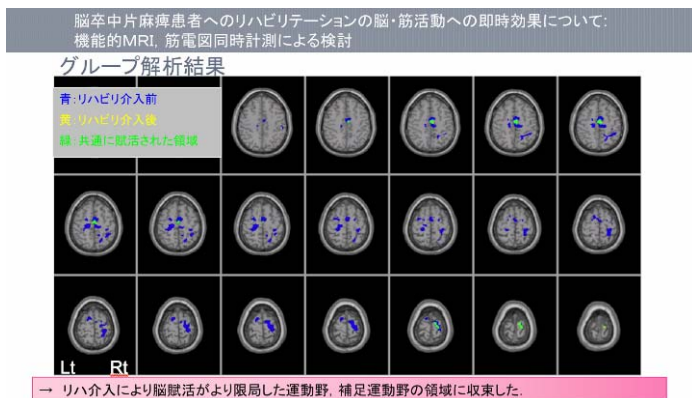 脳卒中片麻痺患者へのリハビリテーションの脳・筋活動への即時効果について:
機能的MRI, 筋電図同時計測による検討
グループ解析結果
青:リハビリ介入前
黄:リハビリ介入後
緑:共通に賦活された領域
Lt Rt
→ リハ介入により脳賦活がより限局した運動野, 補足運動野の領域に収束した.